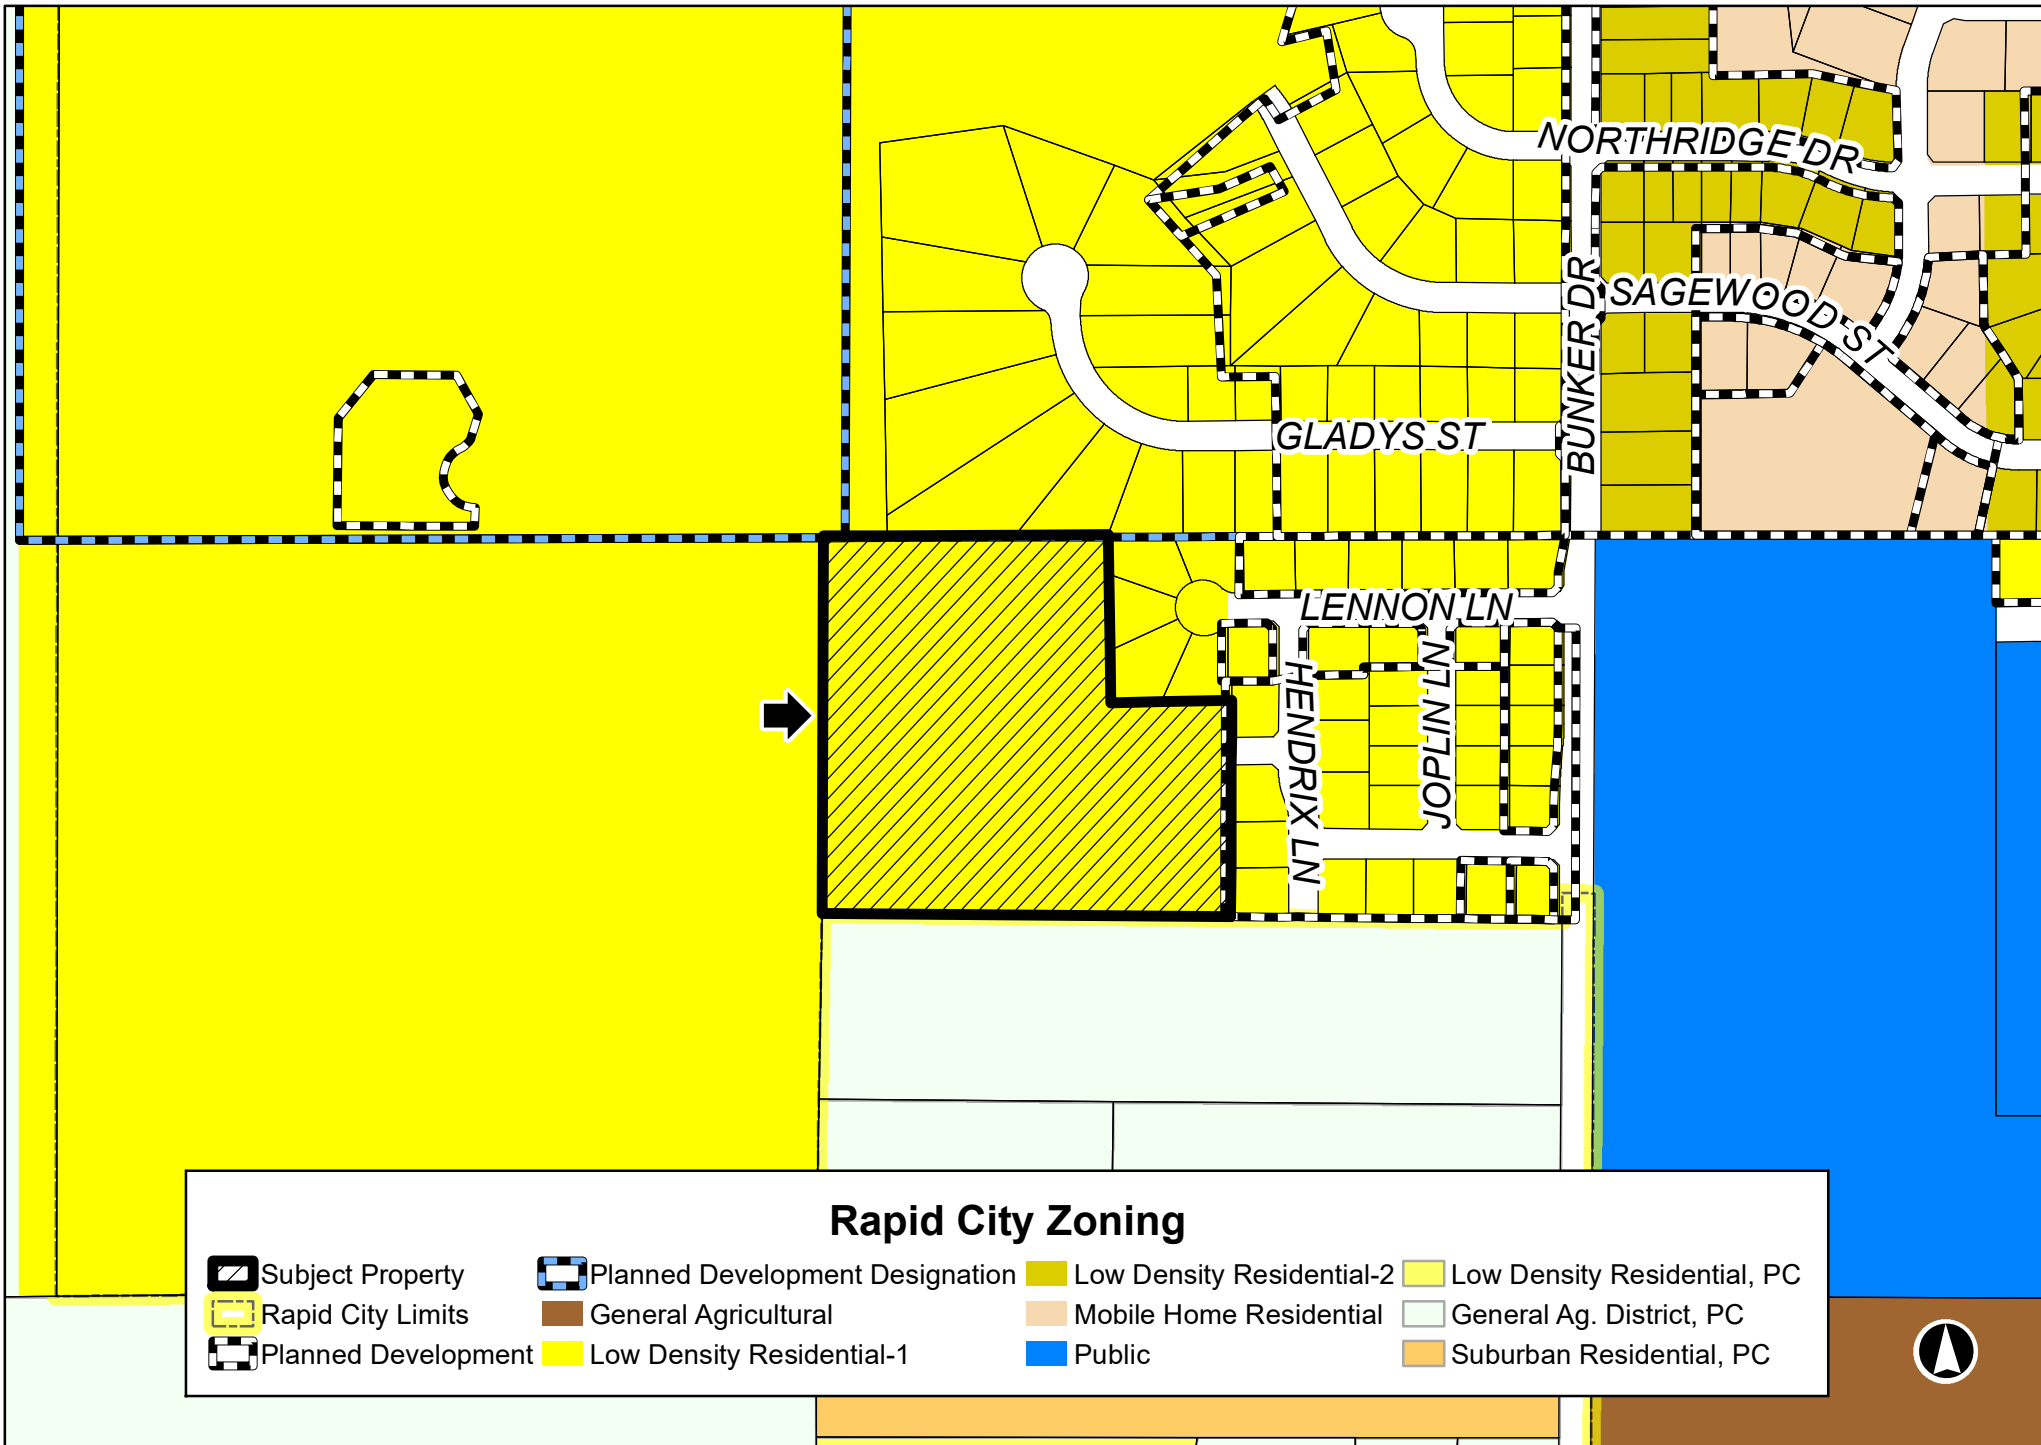 NORTHRIDGE DR
SAGEWOOD ST
BUNKER DR
GLADYS ST
LENNON LN
HENDRIX LN
JOPLIN LN
Rapid City Zoning
Subject Property
Rapid City Limits
Planned Development
Planned Development Designation
General Agricultural
Low Density Residential-1
Low Density Residential-2
Mobile Home Residential
Public
Low Density Residential, PC
General Ag. District, PC
Suburban Residential, PC